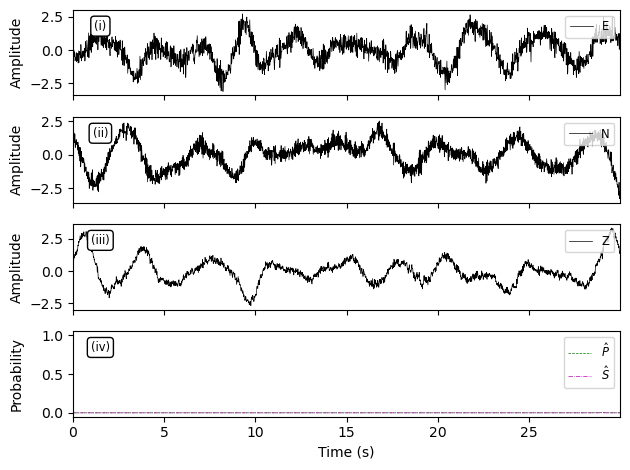 2.5
0.0
−2.5
Amplitude
(i)
E
2.5
0.0
−2.5
Amplitude
(ii)
N
2.5
0.0
−2.5
Amplitude
(iii)
Z
1.0
0.5
0.0
Probability
(iv)
P̂
Ŝ
0 5 10 15 20 25
Time (s)